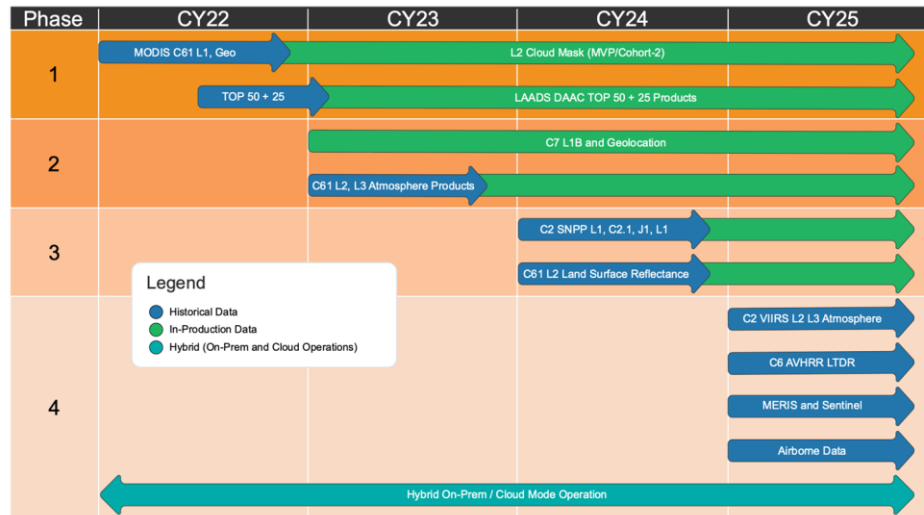 Phase CY22 CY23 CY24 CY25
1
MODIS C61 L1, Geo L2 Cloud Mask (MVP/Cohort-2)
TOP 50 + 25 LAADS DAAC TOP 50 + 25 Products
2
C7 L1B and Geolocation
C61 L2, L3 Atmosphere Products
3
C2 SNPP L1, C2.1, J1, L1
C61 L2 Land Surface Reflectance
Legend
Historical Data
In-Production Data
Hybrid (On-Prem and Cloud Operations)
4
C2 VIIRS L2 L3 Atmosphere
C6 AVHRR LTDR
MERIS and Sentinel
Airborne Data
Hybrid On-Prem / Cloud Mode Operation